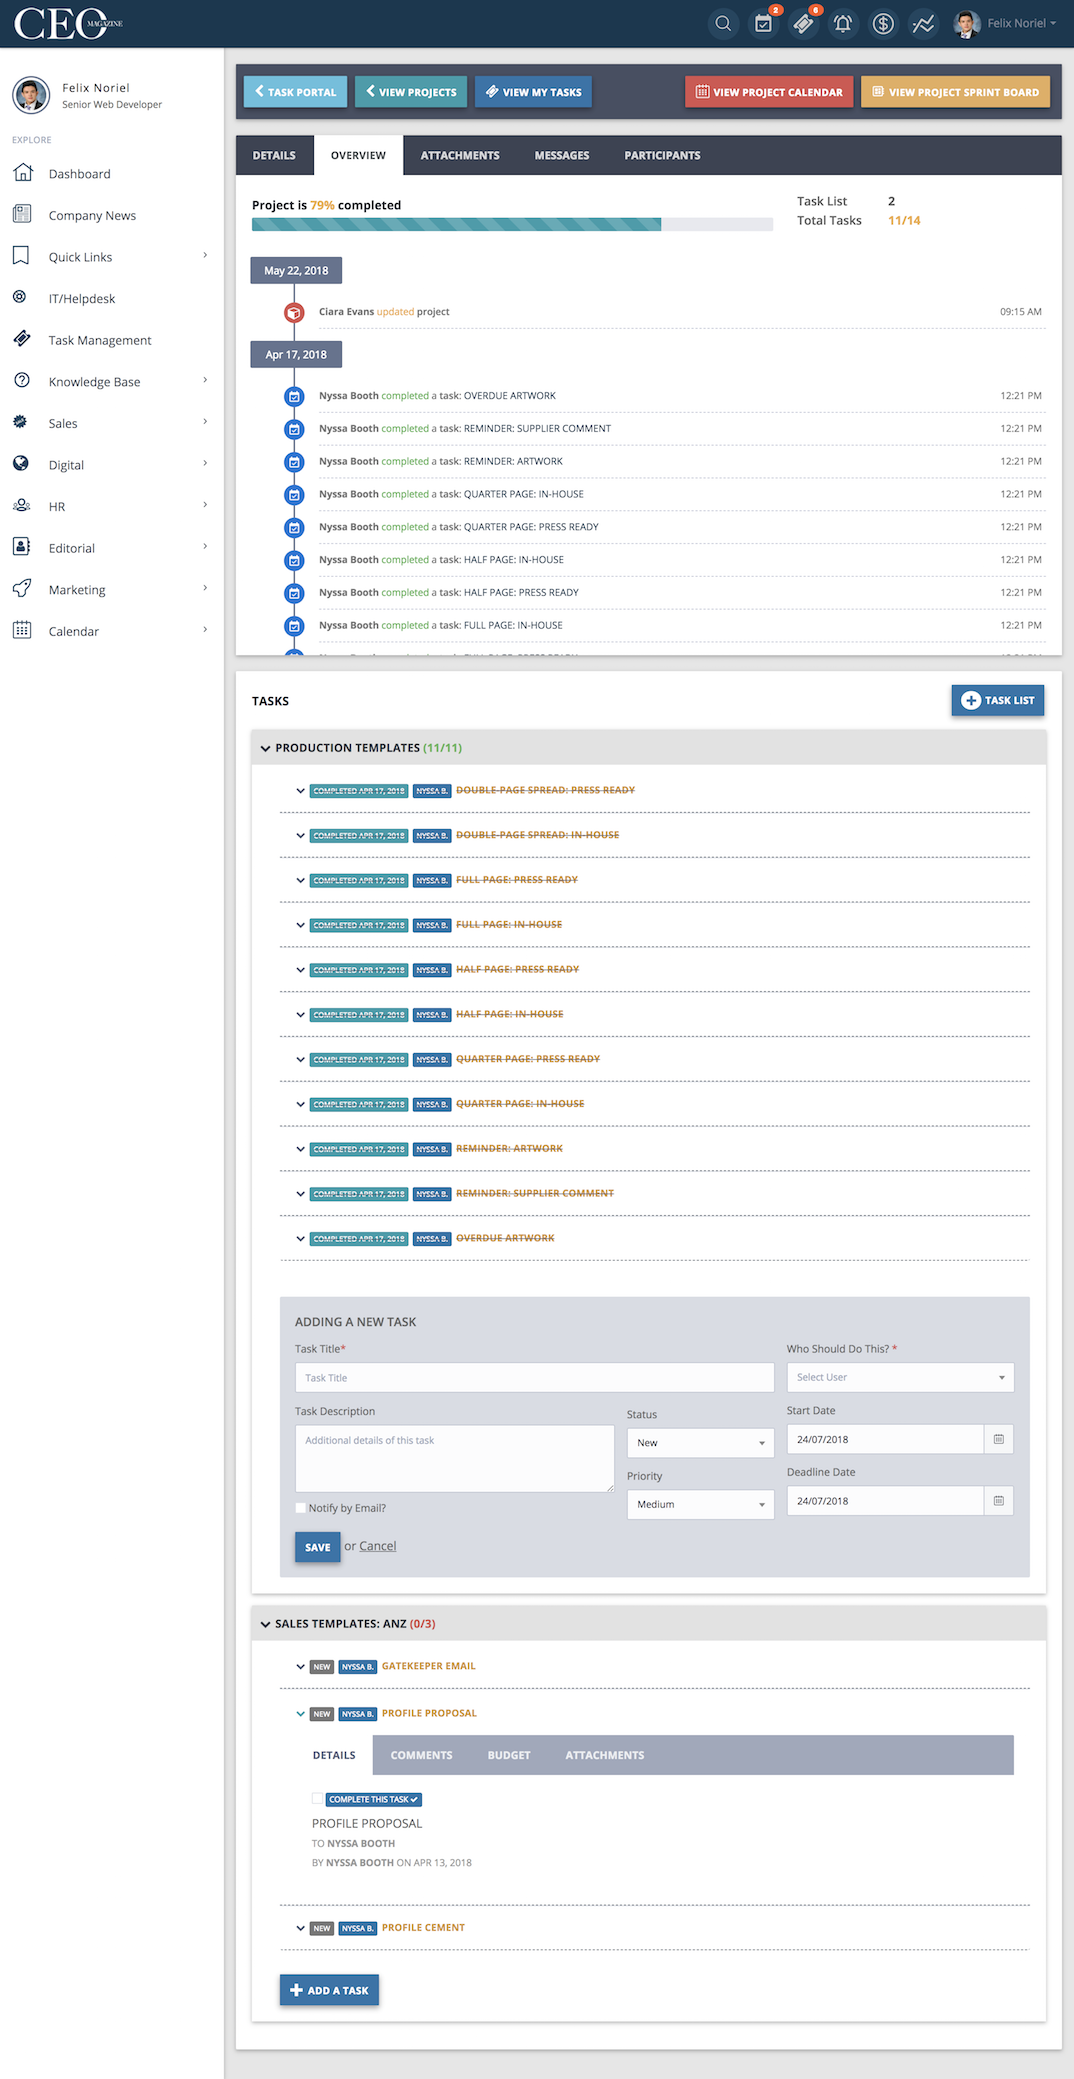 CEO MAGAZINE
2
6
Felix Noriel
Felix Noriel
Senior Web Developer
EXPLORE
Dashboard
Company News
Quick Links
IT/Helpdesk
Task Management
Knowledge Base
Sales
Digital
HR
Editorial
Marketing
Calendar
TASK PORTAL
VIEW PROJECTS
VIEW MY TASKS
VIEW PROJECT CALENDAR
VIEW PROJECT SPRINT BOARD
DETAILS
OVERVIEW
ATTACHMENTS
MESSAGES
PARTICIPANTS
Project is 79% completed
Task List 2
Total Tasks 11/14
May 22, 2018
Ciara Evans updated project 09:15 AM
Apr 17, 2018
Nyssa Booth completed a task: OVERDUE ARTWORK 12:21 PM
Nyssa Booth completed a task: REMINDER: SUPPLIER COMMENT 12:21 PM
Nyssa Booth completed a task: REMINDER: ARTWORK 12:21 PM
Nyssa Booth completed a task: QUARTER PAGE: IN-HOUSE 12:21 PM
Nyssa Booth completed a task: QUARTER PAGE: PRESS READY 12:21 PM
Nyssa Booth completed a task: HALF PAGE: IN-HOUSE 12:21 PM
Nyssa Booth completed a task: HALF PAGE: PRESS READY 12:21 PM
Nyssa Booth completed a task: FULL PAGE: IN-HOUSE 12:21 PM
TASKS
TASK LIST
PRODUCTION TEMPLATES (11/11)
COMPLETED APR 17, 2018 NYSSA B. DOUBLE-PAGE SPREAD: PRESS READY
COMPLETED APR 17, 2018 NYSSA B. DOUBLE-PAGE SPREAD: IN-HOUSE
COMPLETED APR 17, 2018 NYSSA B. FULL PAGE: PRESS READY
COMPLETED APR 17, 2018 NYSSA B. FULL PAGE: IN-HOUSE
COMPLETED APR 17, 2018 NYSSA B. HALF PAGE: PRESS READY
COMPLETED APR 17, 2018 NYSSA B. HALF PAGE: IN-HOUSE
COMPLETED APR 17, 2018 NYSSA B. QUARTER PAGE: PRESS READY
COMPLETED APR 17, 2018 NYSSA B. QUARTER PAGE: IN-HOUSE
COMPLETED APR 17, 2018 NYSSA B. REMINDER: ARTWORK
COMPLETED APR 17, 2018 NYSSA B. REMINDER: SUPPLIER COMMENT
COMPLETED APR 17, 2018 NYSSA B. OVERDUE ARTWORK
ADDING A NEW TASK
Task Title*
Task Title
Who Should Do This? *
Select User
Task Description
Additional details of this task
Status
New
Start Date
24/07/2018
Priority
Medium
Deadline Date
24/07/2018
Notify by Email?
SAVE or Cancel
SALES TEMPLATES: ANZ (0/3)
NEW NYSSA B. GATEKEEPER EMAIL
NEW NYSSA B. PROFILE PROPOSAL
DETAILS
COMMENTS
BUDGET
ATTACHMENTS
COMPLETE THIS TASK
PROFILE PROPOSAL
TO NYSSA BOOTH
BY NYSSA BOOTH ON APR 13, 2018
NEW NYSSA B. PROFILE CEMENT
ADD A TASK